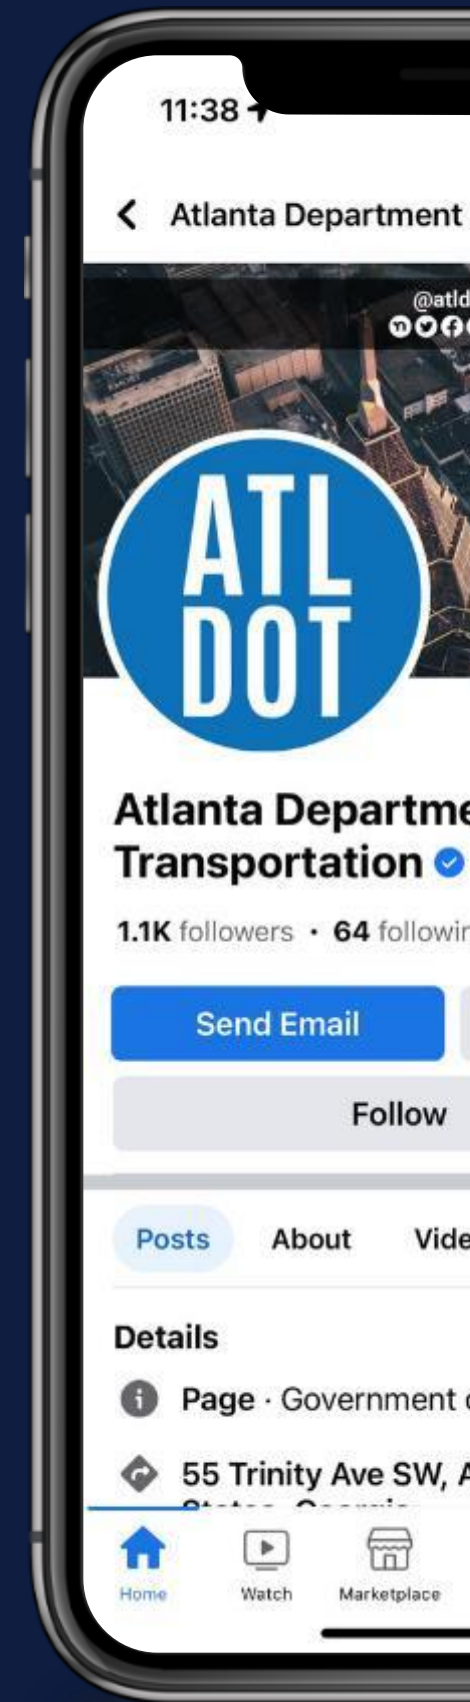 11:38
Atlanta Department
@atld
ATL
DOT
Atlanta Departme
Transportation
1.1K followers · 64 followin
Send Email
Follow
Posts About Vide
Details
Page · Government
55 Trinity Ave SW, A
Home Watch Marketplace